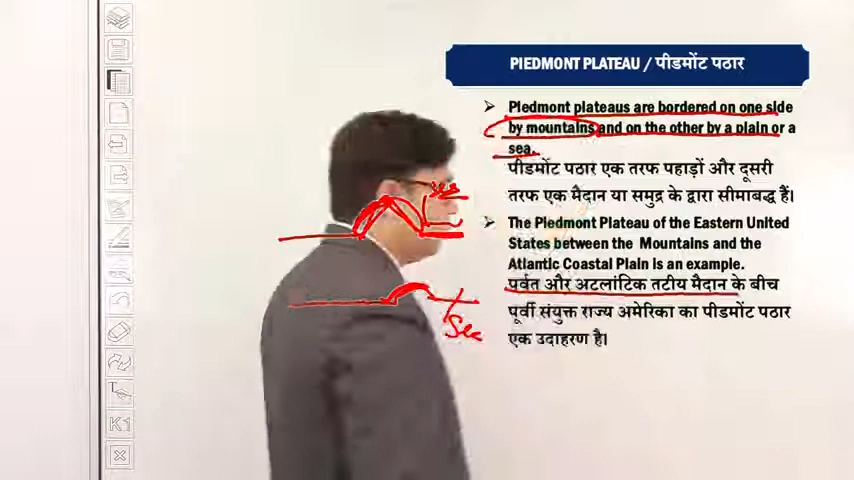 PIEDMONT PLATEAU / पीडमोंट पठार
Piedmont plateaus are bordered on one side
by mountains and on the other by a plain or a
sea.
पीडमोंट पठार एक तरफ पहाड़ों और दूसरी
तरफ एक मैदान या समुद्र के द्वारा सीमाबद्ध हैं।
The Piedmont Plateau of the Eastern United
States between the Mountains and the
Atlantic Coastal Plain is an example.
पर्वत और अटलांटिक तटीय मैदान के बीच
पूर्वी संयुक्त राज्य अमेरिका का पीडमोंट पठार
एक उदाहरण है।
sea
Sea
K1